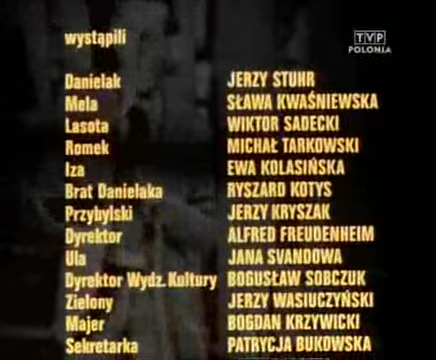 wystąpili
TVP
POLONIA
Danielak JERZY STUHR
Mela SŁAWA KWAŚNIEWSKA
Lasota WIKTOR SADECKI
Romek MICHAŁ TARKOWSKI
Iza EWA KOLASIŃSKA
Brat Danielaka RYSZARD KOTYS
Przybylski JERZY KRYSZAK
Dyrektor ALFRED FREUDENHEIM
Ula JANA SVANDOWA
Dyrektor Wydz. Kultury BOGUSŁAW SOBCZUK
Zielony JERZY WASIUCZYŃSKI
Majer BOGDAN KRZYWICKI
Sekretarka PATRYCJA BUKOWSKA